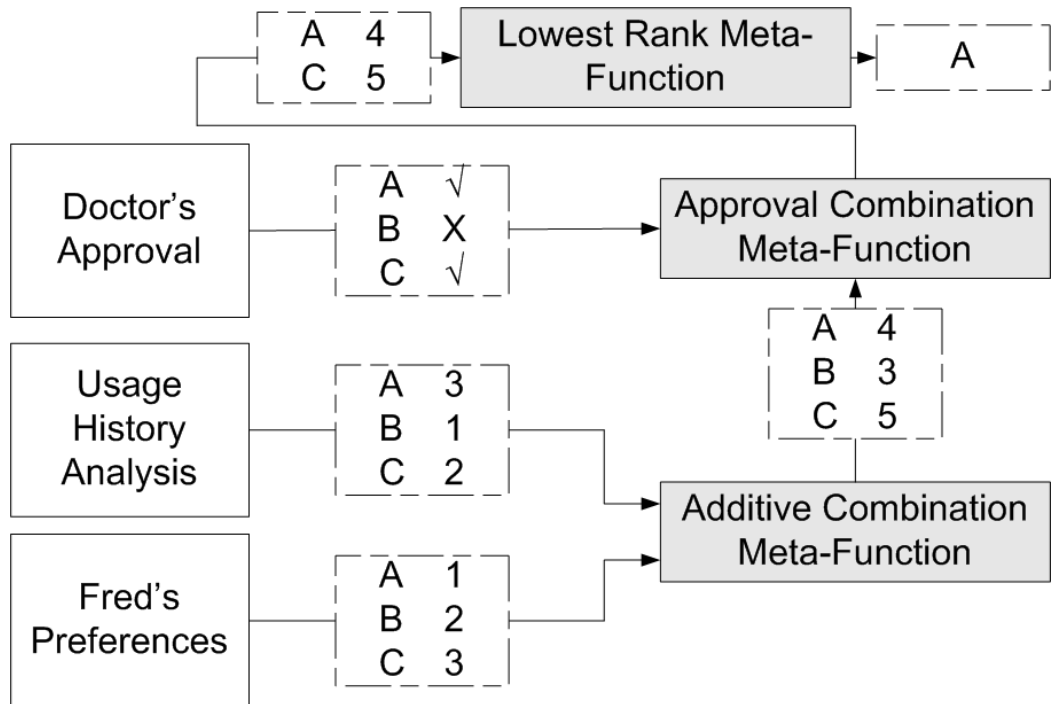 A 4
C 5
Lowest Rank Meta-
Function
A
Doctor's
Approval
A √
B X
C √
Approval Combination
Meta-Function
A 4
B 3
C 5
Usage
History
Analysis
A 3
B 1
C 2
Additive Combination
Meta-Function
Fred's
Preferences
A 1
B 2
C 3